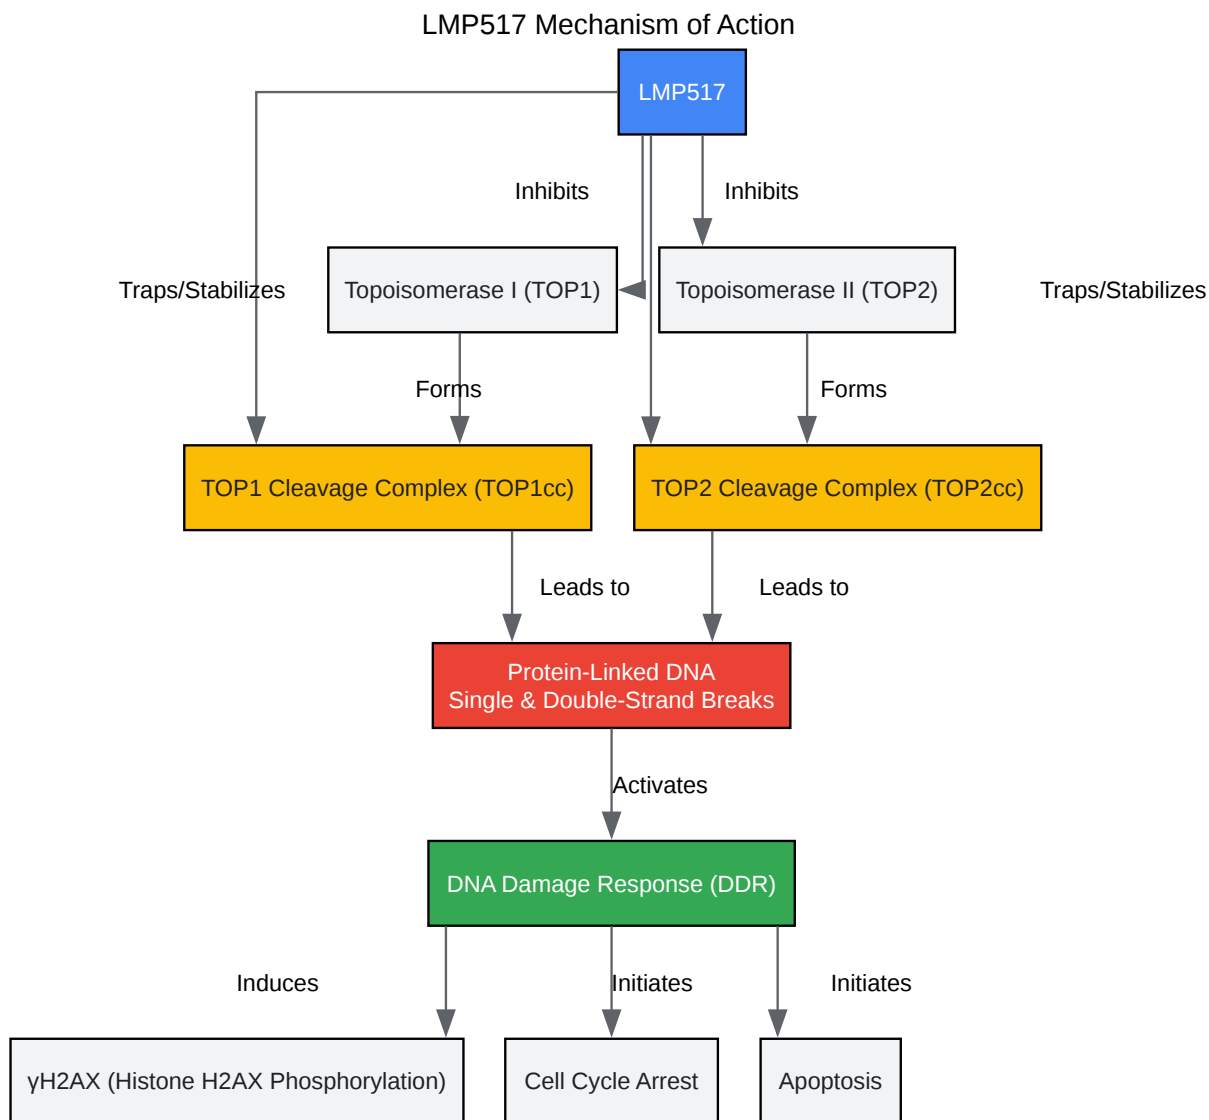 LMP517 Mechanism of Action
LMP517
Inhibits
Inhibits
Traps/Stabilizes
Topoisomerase I (TOP1)
Topoisomerase II (TOP2)
Traps/Stabilizes
Forms
Forms
TOP1 Cleavage Complex (TOP1cc)
TOP2 Cleavage Complex (TOP2cc)
Leads to
Leads to
Protein-Linked DNA
Single & Double-Strand Breaks
Activates
DNA Damage Response (DDR)
Induces
Initiates
Initiates
γH2AX (Histone H2AX Phosphorylation)
Cell Cycle Arrest
Apoptosis